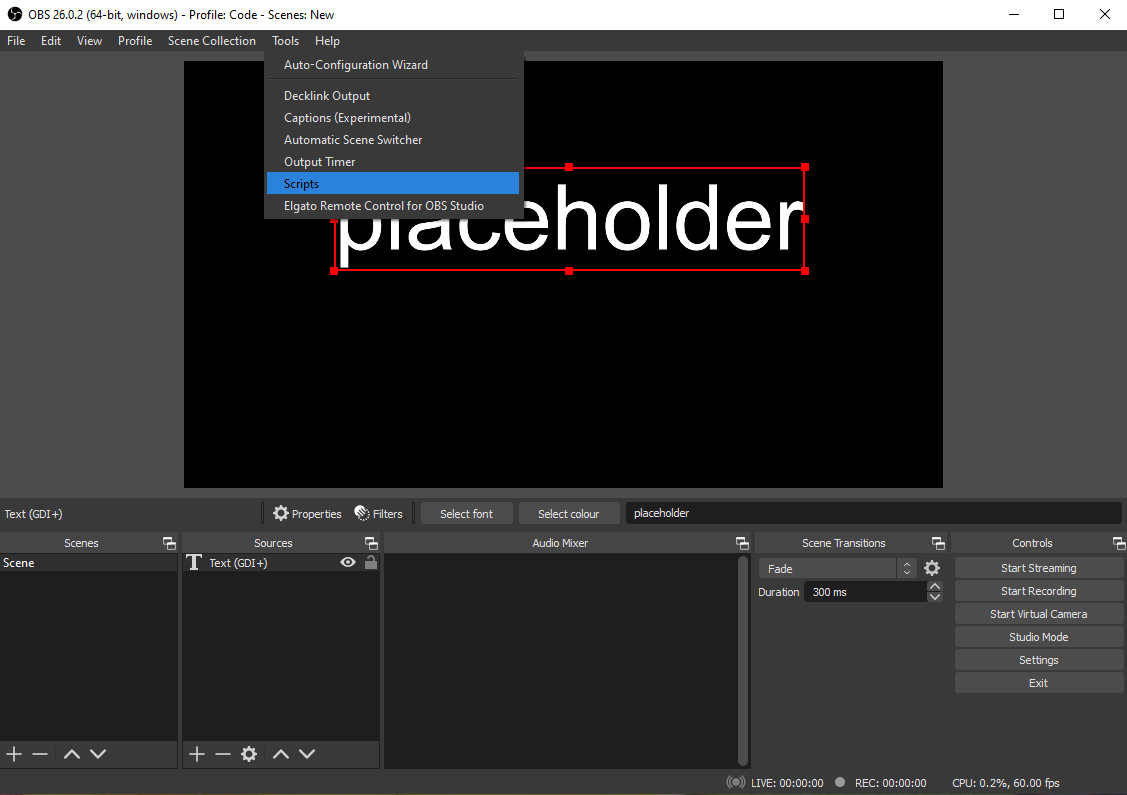 OBS 26.0.2 (64-bit, windows) - Profile: Code - Scenes: New
File Edit View Profile Scene Collection Tools Help
Auto-Configuration Wizard
Decklink Output
Captions (Experimental)
Automatic Scene Switcher
Output Timer
Scripts
Elgato Remote Control for OBS Studio
placeholder
Text (GDI+) Properties Filters Select font Select colour placeholder
Scenes Sources Audio Mixer Scene Transitions Controls
Scene
T Text (GDI+)
Fade
Duration 300 ms
Start Streaming
Start Recording
Start Virtual Camera
Studio Mode
Settings
Exit
LIVE: 00:00:00 REC: 00:00:00 CPU: 0.2%, 60.00 fps